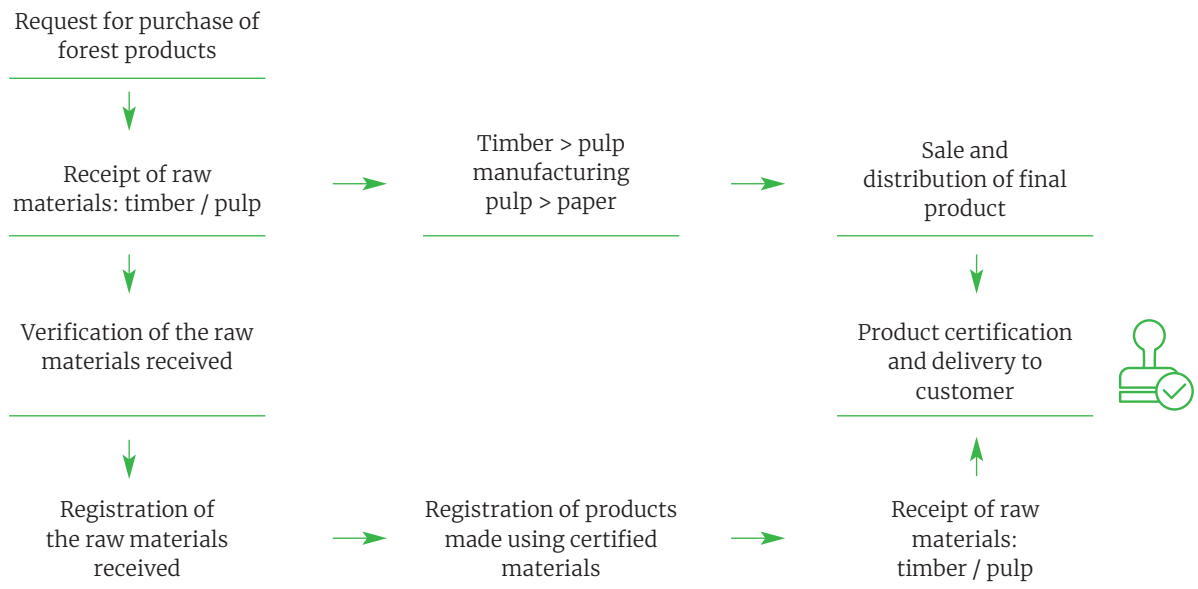 Request for purchase of
forest products
Receipt of raw
materials: timber / pulp
Timber > pulp
manufacturing
pulp > paper
Sale and
distribution of final
product
Verification of the raw
materials received
Product certification
and delivery to
customer
Registration of
the raw materials
received
Registration of products
made using certified
materials
Receipt of raw
materials:
timber / pulp